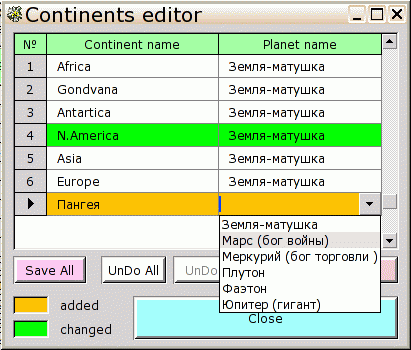 Continents editor
№ Continent name Planet name
1 Africa Земля-матушка
2 Gondvana Земля-матушка
3 Antartica Земля-матушка
4 N.America Земля-матушка
5 Asia Земля-матушка
6 Europe Земля-матушка
Пангея
Земля-матушка
Марс (бог войны)
Меркурий (бог торговли )
Плутон
Фаэтон
Юпитер (гигант)
Save All UnDo All UnDo
added
changed
Close